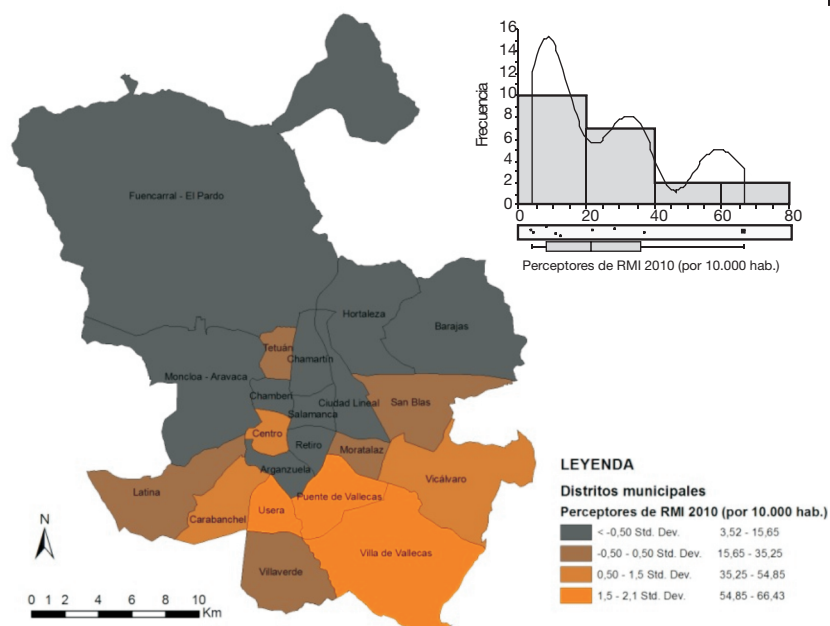 16
14
12
10
8
6
4
2
0
Frecuencia
0 20 40 60 80
Perceptores de RMI 2010 (por 10.000 hab.)
Fuencarral - El Pardo
Hortaleza
Barajas
Tetuán
Chamartín
Moncloa - Aravaca
Chamberí
Ciudad Lineal
San Blas
Salamanca
Centro
Retiro
Moratalaz
Arganzuela
Vicálvaro
Latina
Puente de Vallecas
Carabanchel
Usera
Villa de Vallecas
Villaverde
N
0 1 2 4 6 8 10
Km
LEYENDA
Distritos municipales
Perceptores de RMI 2010 (por 10.000 hab.)
< -0,50 Std. Dev. 3,52 - 15,65
-0,50 - 0,50 Std. Dev. 15,65 - 35,25
0,50 - 1,5 Std. Dev. 35,25 - 54,85
1,5 - 2,1 Std. Dev. 54,85 - 66,43